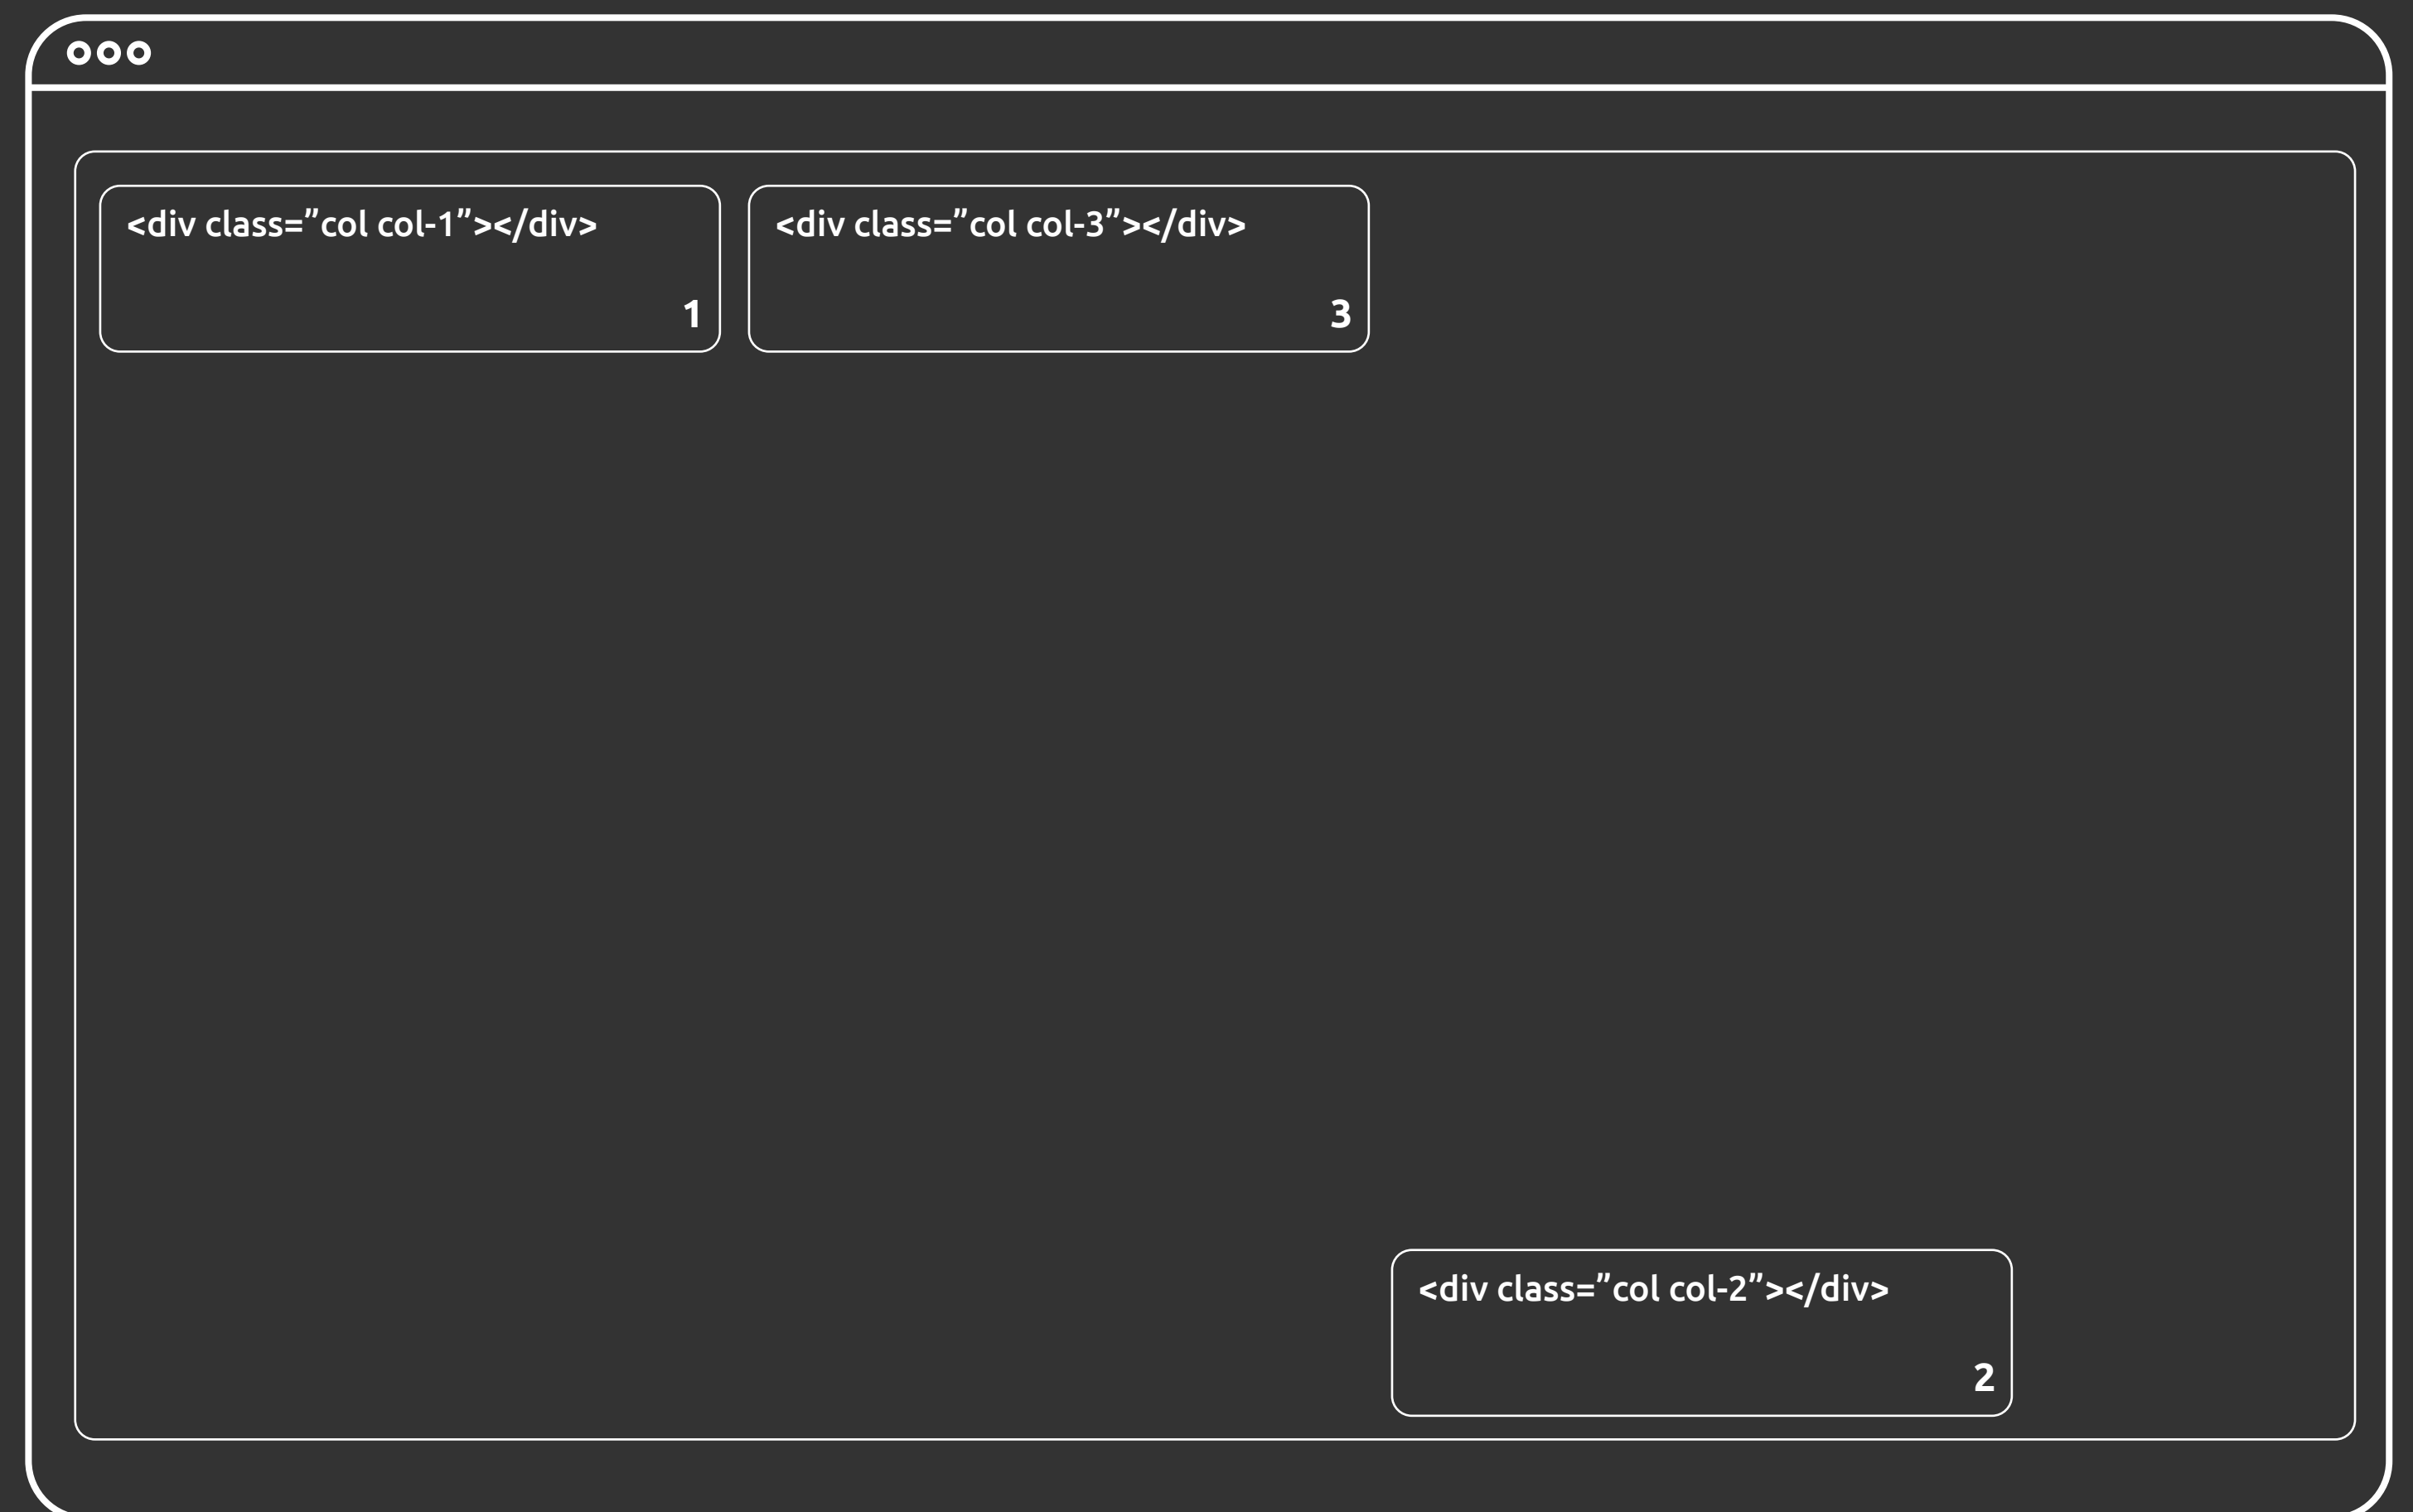 <div class=”col col-1”></div>
1
<div class=”col col-3”></div>
3
<div class=”col col-2”></div>
2